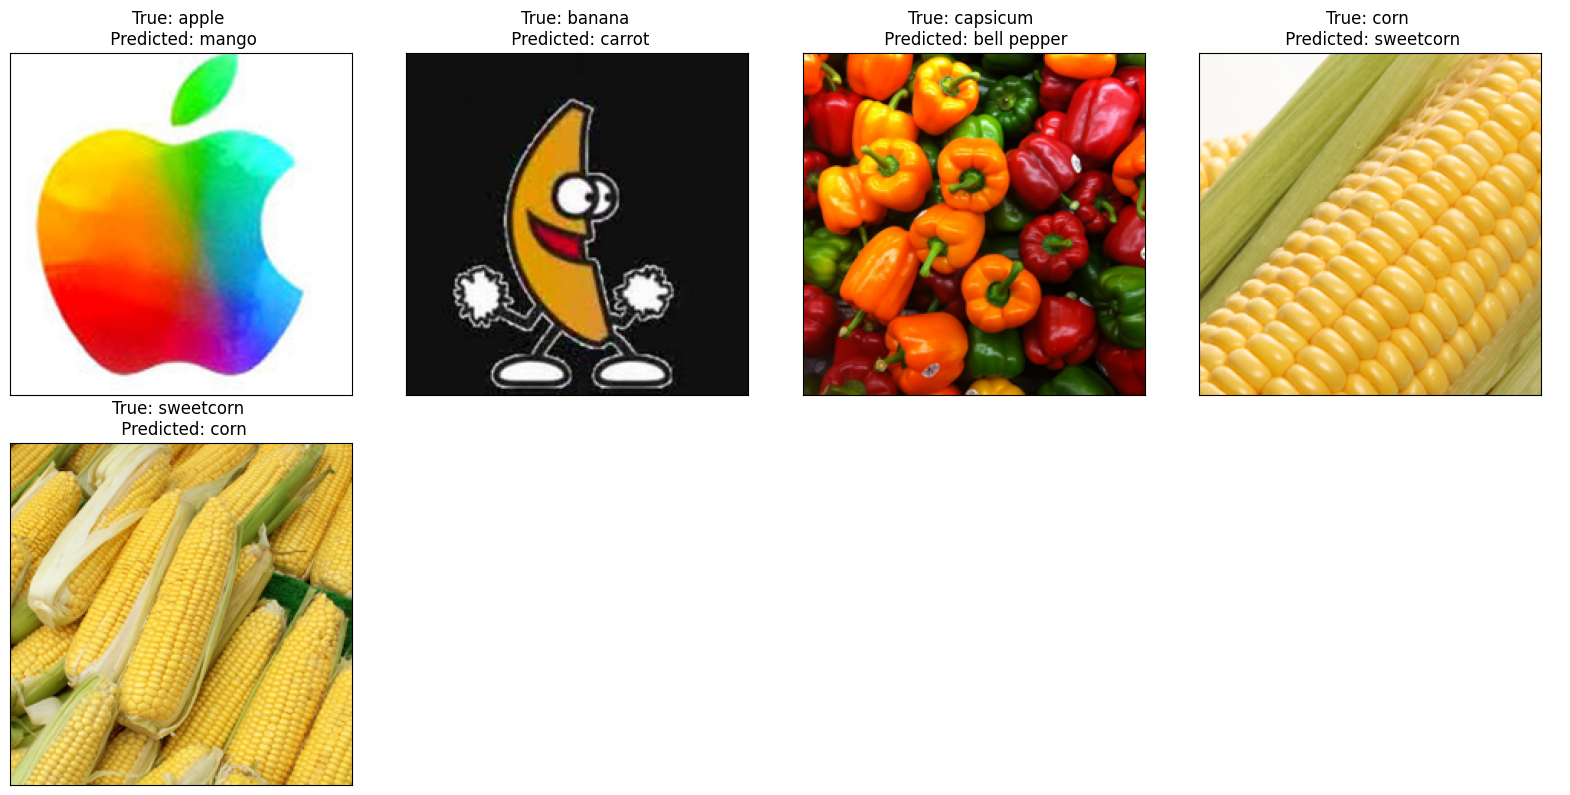 True: apple
Predicted: mango
True: banana
Predicted: carrot
True: capsicum
Predicted: bell pepper
True: corn
Predicted: sweetcorn
True: sweetcorn
Predicted: corn